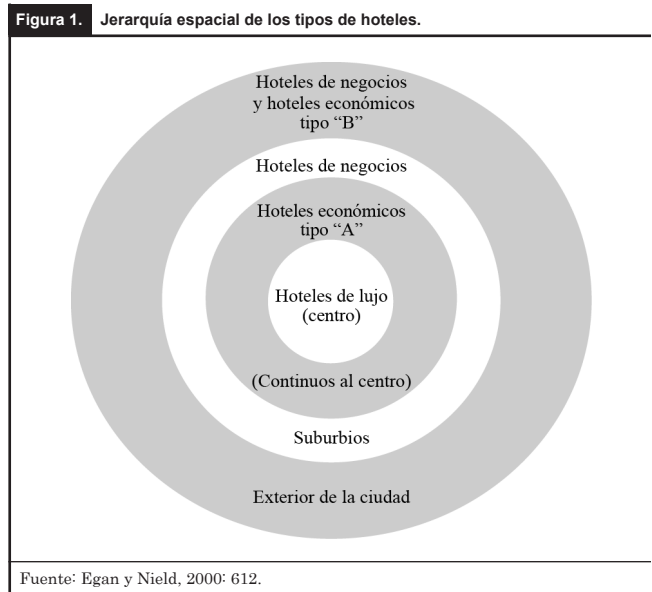 Figura 1. Jerarquía espacial de los tipos de hoteles.
Hoteles de negocios
y hoteles económicos
tipo “B”
Hoteles de negocios
Hoteles económicos
tipo “A”
Hoteles de lujo
(centro)
(Continuos al centro)
Suburbios
Exterior de la ciudad
Fuente: Egan y Nield, 2000: 612.